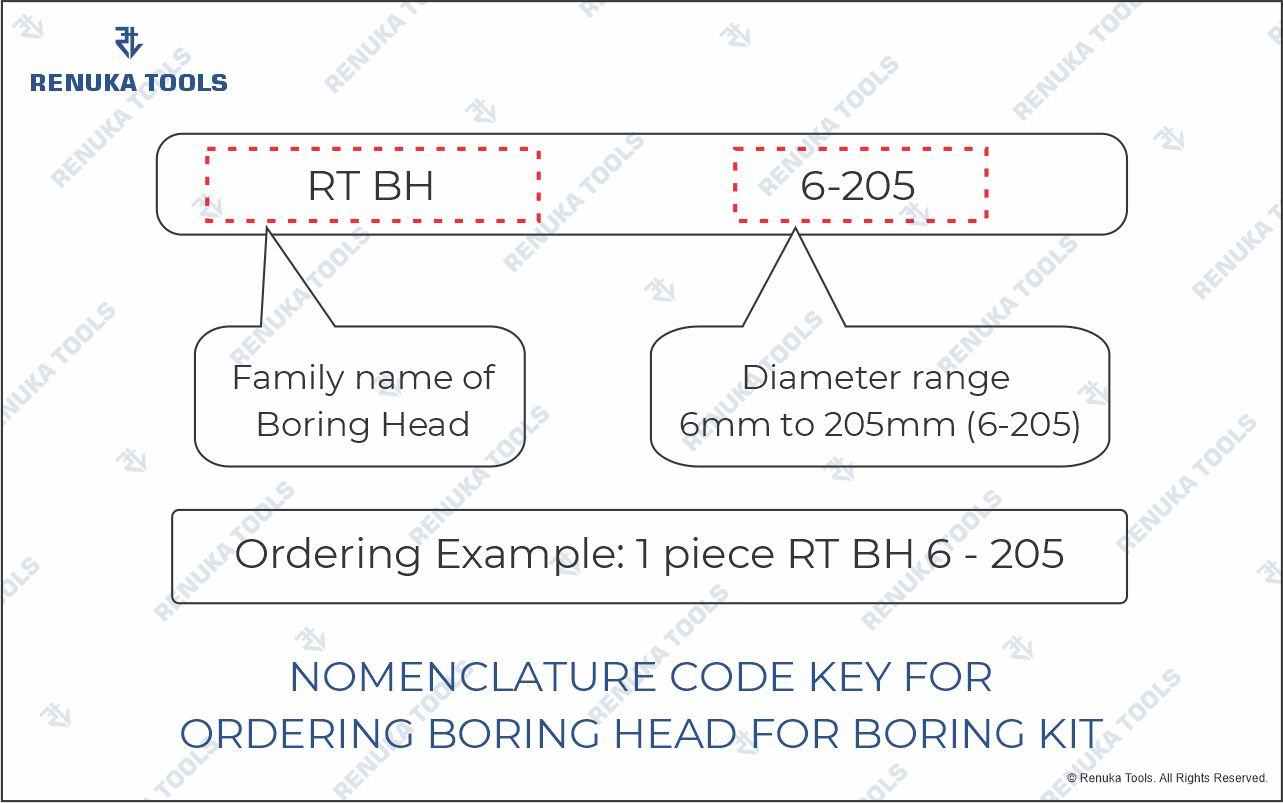 RENUKA TOOLS
RT BH
6-205
Family name of
Boring Head
Diameter range
6mm to 205mm (6-205)
Ordering Example: 1 piece RT BH 6 - 205
NOMENCLATURE CODE KEY FOR
ORDERING BORING HEAD FOR BORING KIT
© Renuka Tools. All Rights Reserved.